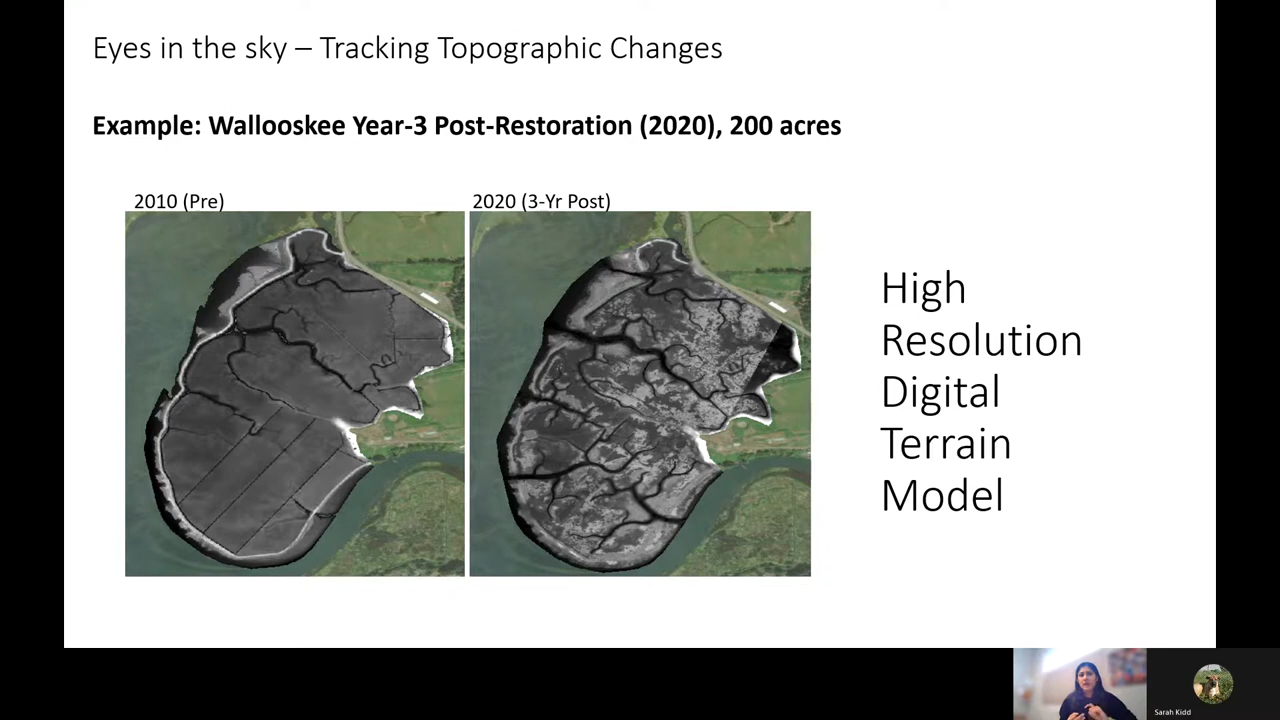 Eyes in the sky – Tracking Topographic Changes
Example: Wallooskee Year-3 Post-Restoration (2020), 200 acres
2010 (Pre)
2020 (3-Yr Post)
High
Resolution
Digital
Terrain
Model
Sarah Kidd